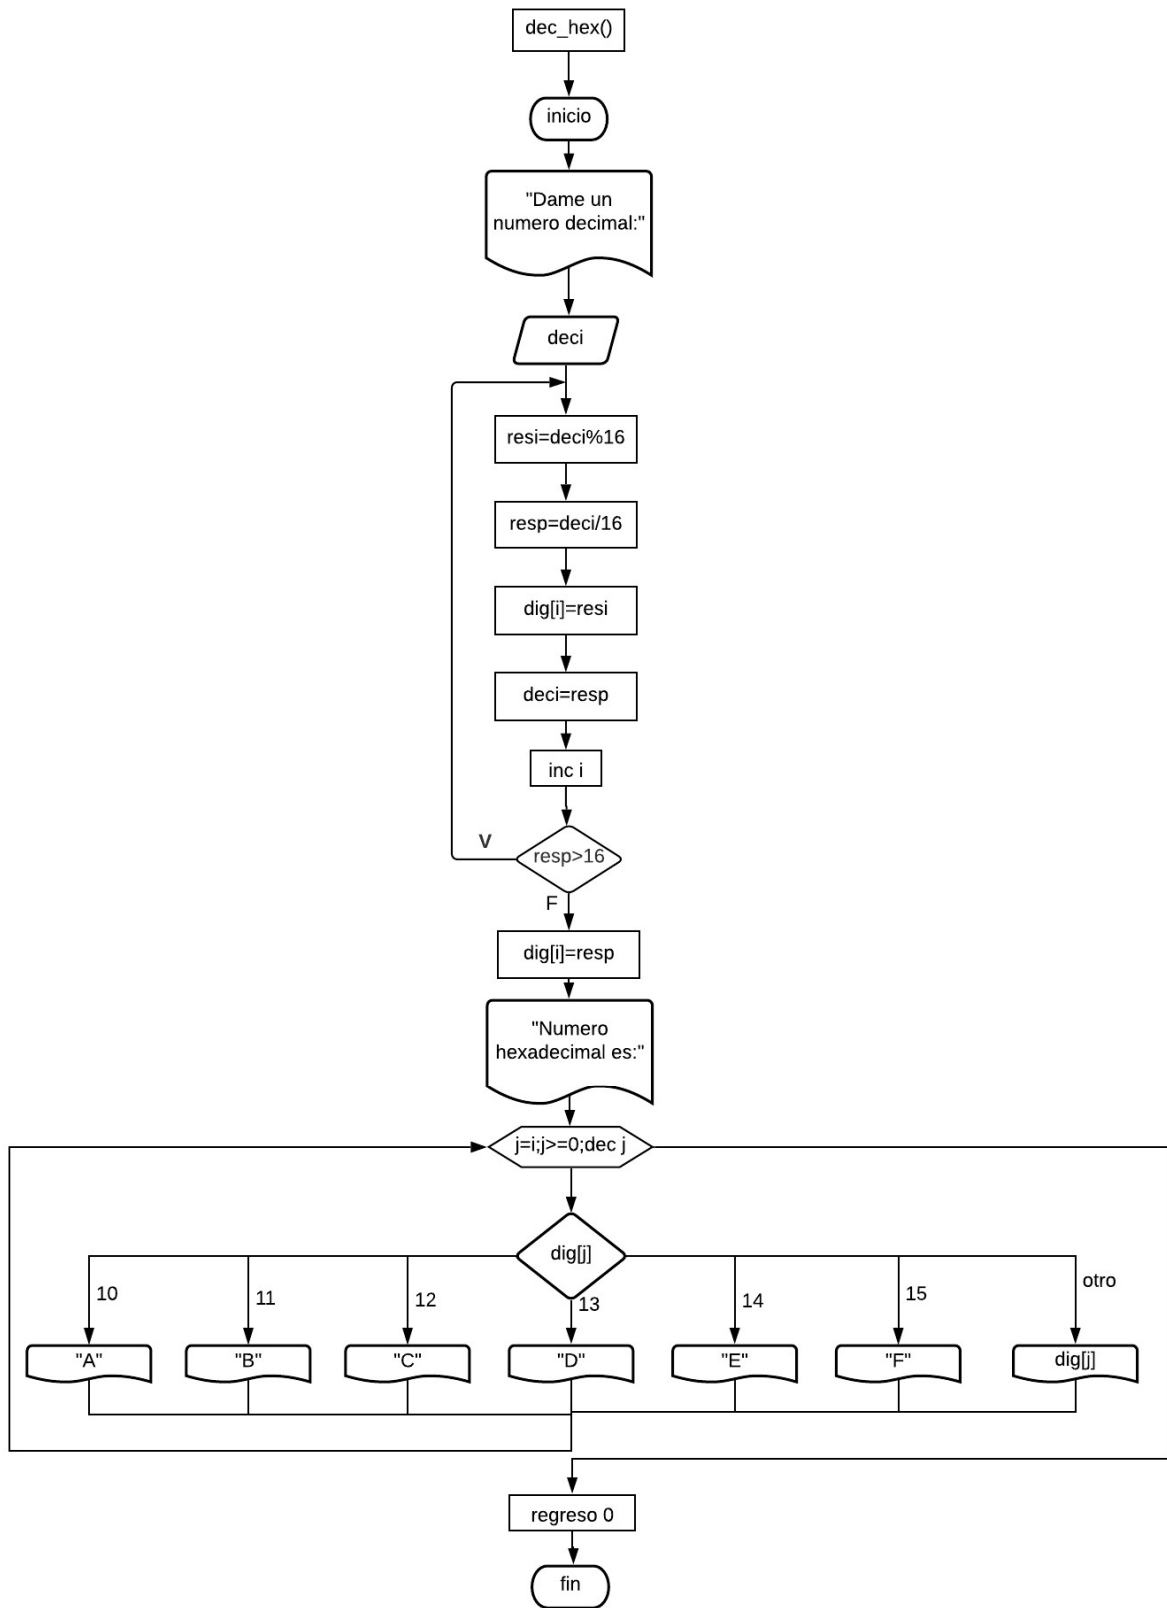 dec_hex()
inicio
"Dame un
numero decimal:"
deci
resi=deci%16
resp=deci/16
dig[i]=resi
deci=resp
inc i
V
resp>16
F
dig[i]=resp
"Numero
hexadecimal es:"
j=i;j>=0;dec j
dig[j]
10
11
12
13
14
15
otro
"A"
"B"
"C"
"D"
"E"
"F"
dig[j]
regreso 0
fin